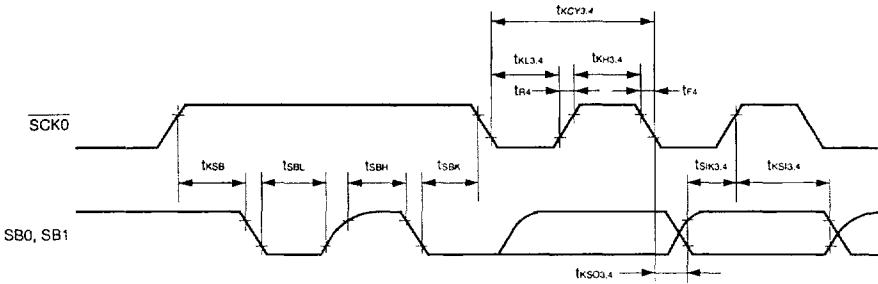 tKCY3,4
tKL3,4 tKH3,4
tR4 tF4
SCK0
tKSB tSBL tSBH tSBK tSIK3,4 tKSI3,4
SB0, SB1
tKSO3,4